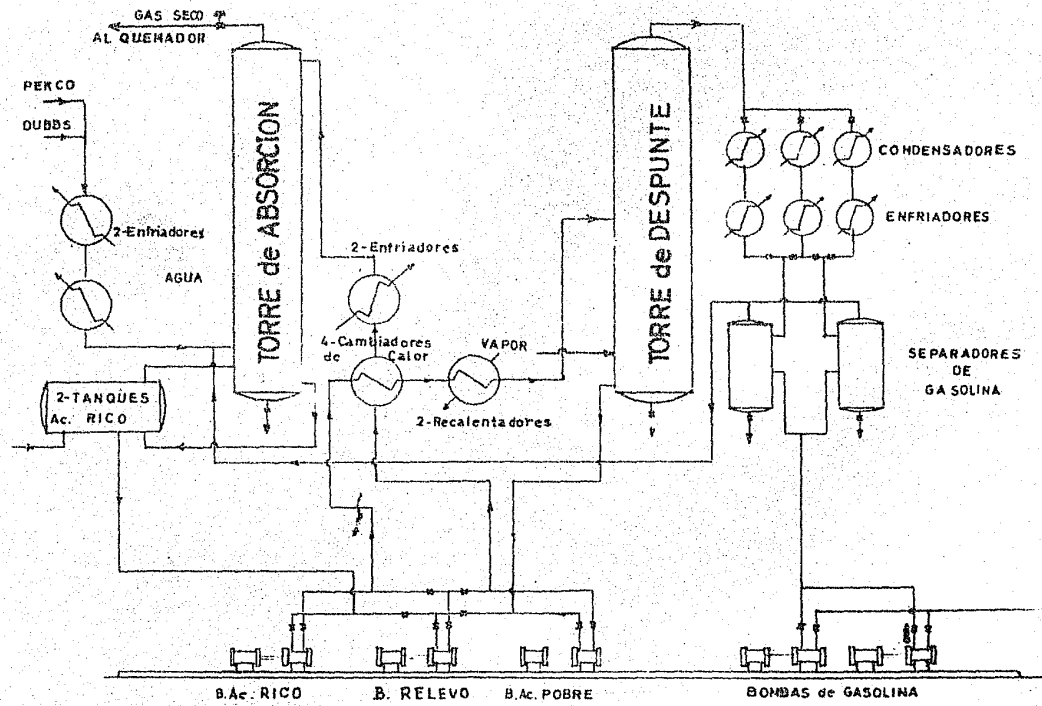 GAS SECO
AL QUEMADOR
PERCO
DUBBS
2-Enfriadores
AGUA
TORRE de ABSORCION
2-Enfriadores
4-Cambiadores
de Calor
VAPOR
2-Recalentadores
TORRE de DESPUNTE
CONDENSADORES
ENFRIADORES
SEPARADORES
DE
GASOLINA
2-TANQUES
Ac. RICO
B.Ac. RICO
B. RELEVO
B.Ac. POBRE
BOMBAS de GASOLINA